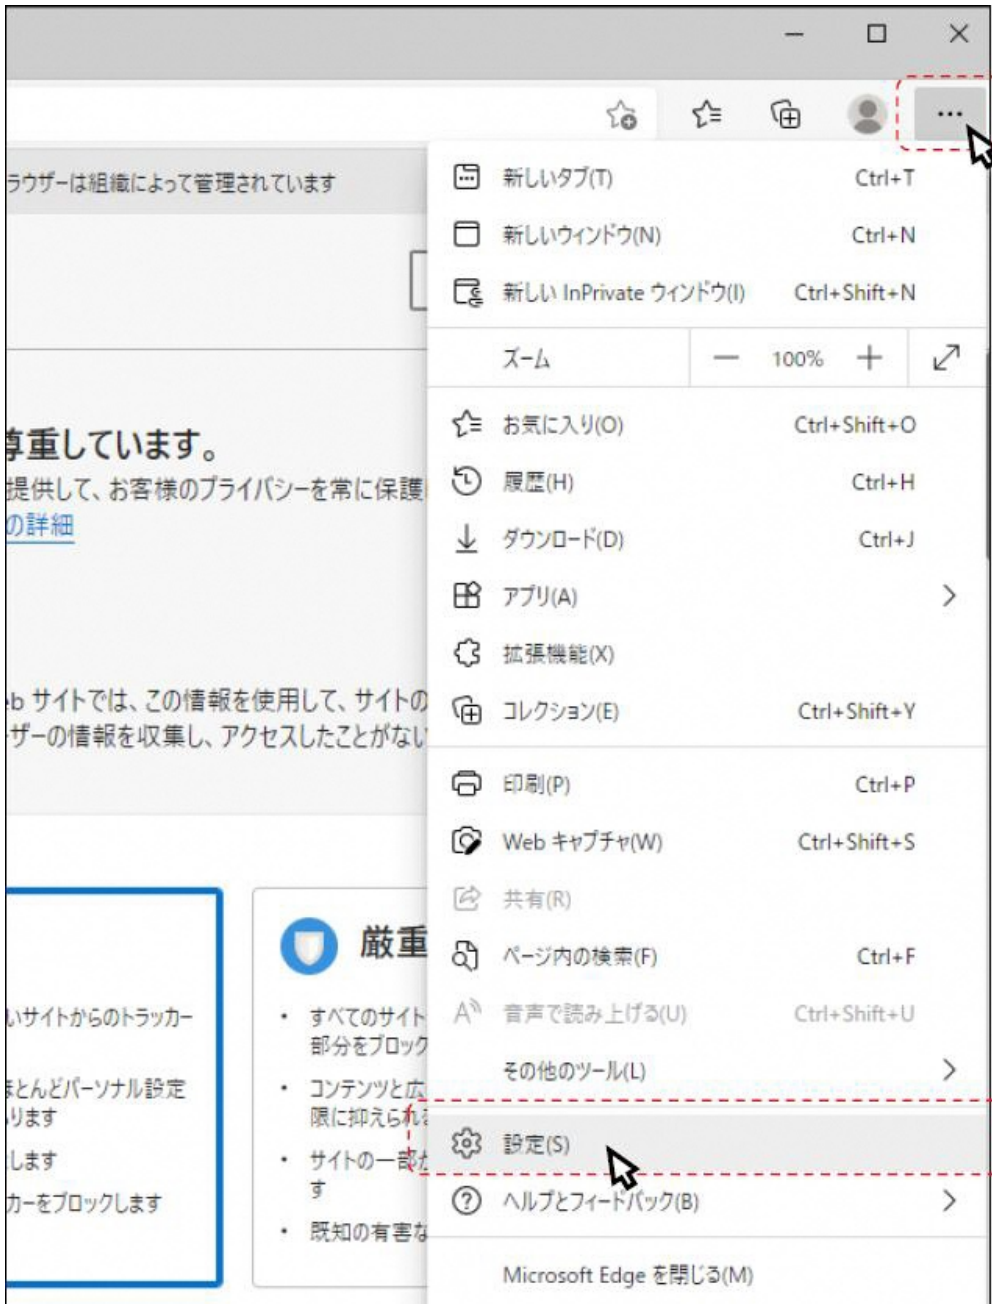 ラウザーは組織によって管理されています
新しいタブ(T) Ctrl+T
新しいウィンドウ(N) Ctrl+N
新しい InPrivate ウィンドウ(I) Ctrl+Shift+N
ズーム 100%
尊重しています。
提供して、お客様のプライバシーを常に保護
の詳細
お気に入り(O) Ctrl+Shift+O
履歴(H) Ctrl+H
ダウンロード(D) Ctrl+J
アプリ(A)
拡張機能(X)
コレクション(E) Ctrl+Shift+Y
eb サイトでは、この情報を使用して、サイトの
ーザーの情報を収集し、アクセスしたことがない
印刷(P) Ctrl+P
Web キャプチャ(W) Ctrl+Shift+S
共有(R)
ページ内の検索(F) Ctrl+F
音声で読み上げる(U) Ctrl+Shift+U
その他のツール(L)
設定(S)
ヘルプとフィードバック(B)
Microsoft Edge を閉じる(M)
いサイトからのトラッカー
ほとんどパーソナル設定
ります
します
カーをブロックします
厳重
• すべてのサイト
部分をブロック
• コンテンツと広
限に抑えられ
• サイトの一部が
す
• 既知の有害な